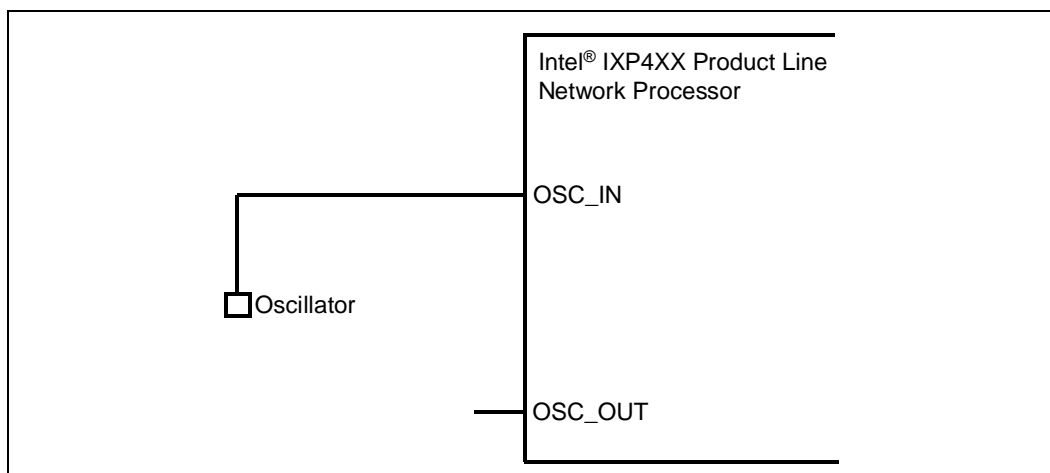 Intel® IXP4XX Product Line
Network Processor
OSC_IN
Oscillator
OSC_OUT